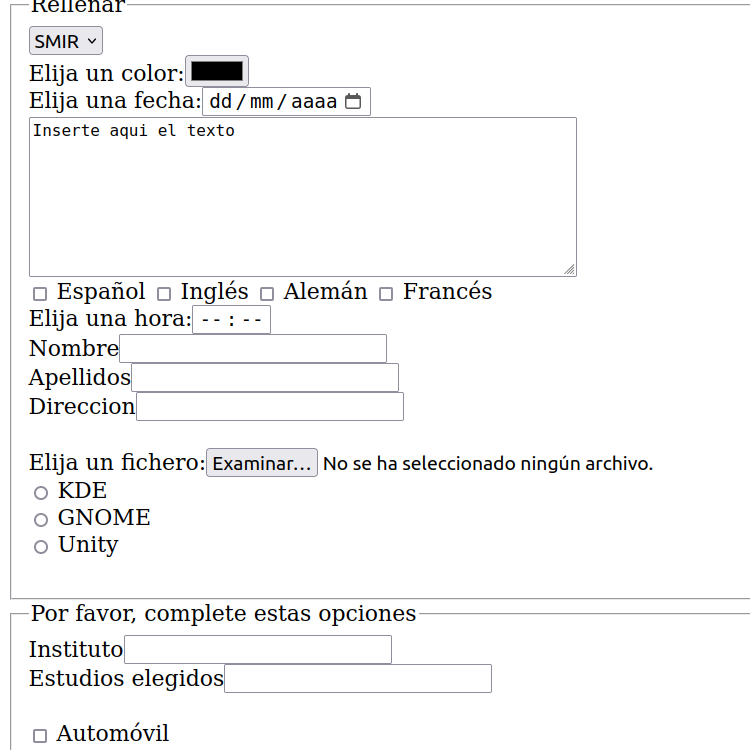 Rellenar
SMIR
Elija un color:
Elija una fecha: dd/mm/aaaa
Inserte aqui el texto
Español Inglés Alemán Francés
Elija una hora: --:--
Nombre
Apellidos
Direccion
Elija un fichero: Examinar... No se ha seleccionado ningún archivo.
KDE
GNOME
Unity
Por favor, complete estas opciones
Instituto
Estudios elegidos
Automóvil